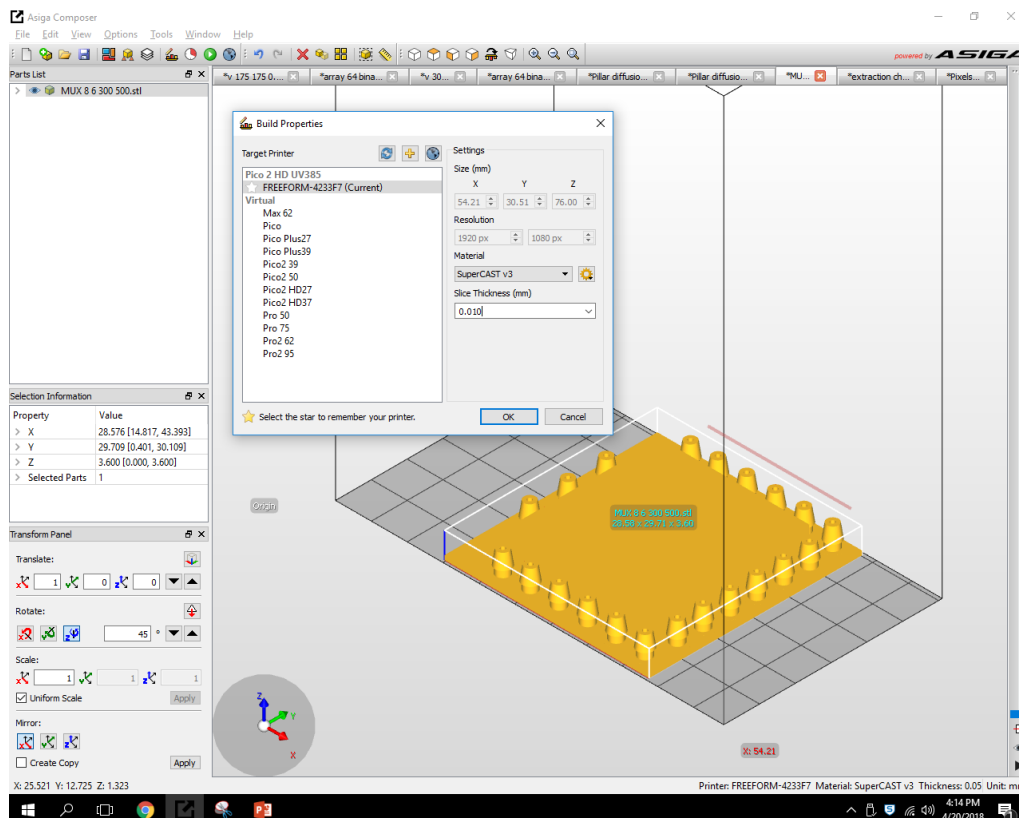 Asiga Composer
File Edit View Options Tools Window Help
powered by ASIGA
Parts List
*v 175 175 0.... *array 64 bina... *v 30... *array 64 bina... *Pillar diffusio... *Pillar diffusio... *MU... *extraction ch... *Pixels...
MUX 8 6 300 500.stl
Build Properties
Target Printer
Pico 2 HD UV385
FREEFORM-4233F7 (Current)
Virtual
Max 62
Pico
Pico Plus27
Pico Plus39
Pico2 39
Pico2 50
Pico2 HD27
Pico2 HD37
Pro 50
Pro 75
Pro2 62
Pro2 95
Settings
Size (mm)
X Y Z
54.21 30.51 76.00
Resolution
1920 px 1080 px
Material
SuperCAST v3
Slice Thickness (mm)
0.010
Select the star to remember your printer.
OK Cancel
Selection Information
Property Value
X 28.576 [14.817, 43.393]
Y 29.709 [0.401, 30.109]
Z 3.600 [0.000, 3.600]
Selected Parts 1
Origin
MUX 8 6 300 500.stl
28.58 x 29.71 x 3.60
Transform Panel
Translate:
x 1 y 0 z 0
Rotate:
x y z 45 °
Scale:
x 1 y 1 z 1
Uniform Scale Apply
Mirror:
x y z
Create Copy Apply
Z
Y
X
X: 54.21
X: 25.521 Y: 12.725 Z: 1.323
Printer: FREEFORM-4233F7 Material: SuperCAST v3 Thickness: 0.05 Unit:
4:14 PM
4/20/2018